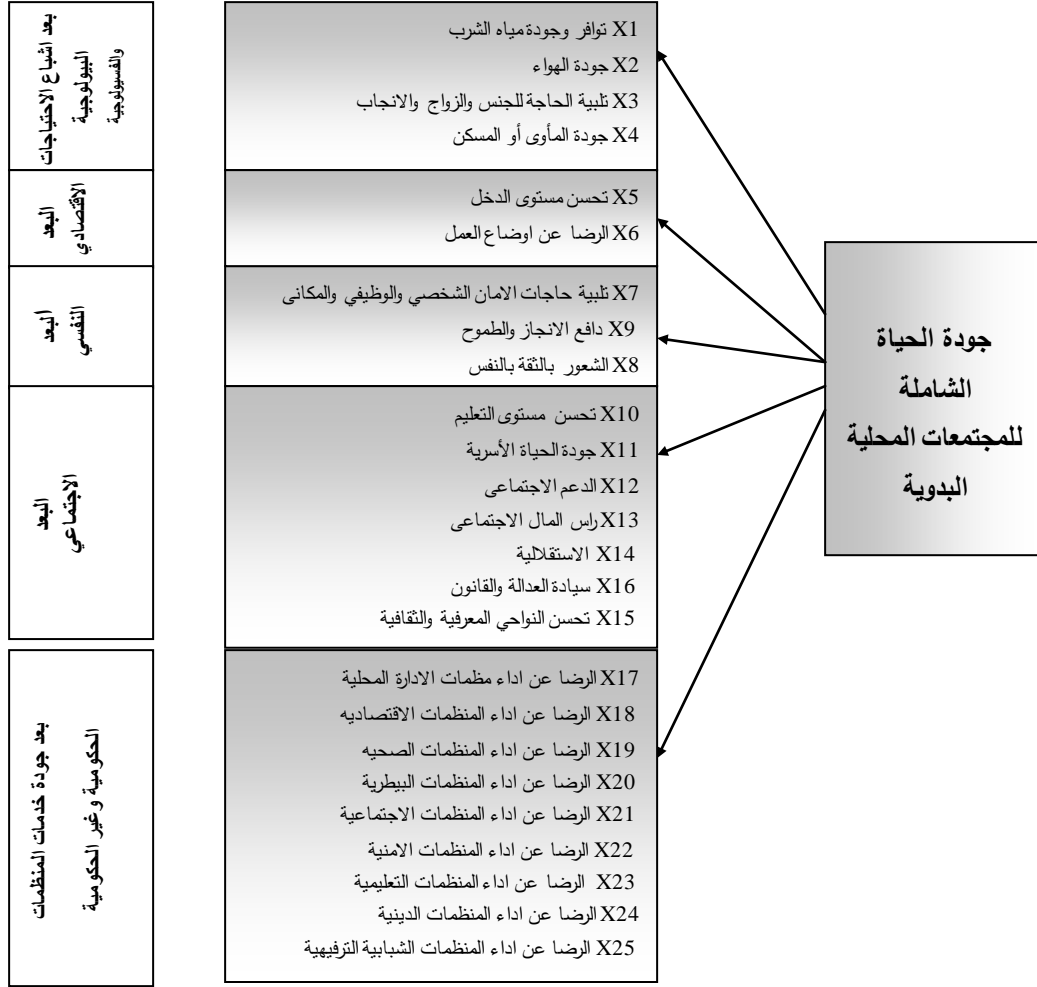 جودة الحياة
الشاملة
للمجتمعات المحلية
البدوية
X1 توافر وجودة مياه الشرب
X2 جودة الهواء
X3 تلبية الحاجة للجنس والزواج والانجاب
X4 جودة المأوى أو المسكن
بعد اشباع الاحتياجات
البيولوجية
والفسيولوجية
X5 تحسن مستوى الدخل
X6 الرضا عن اوضاع العمل
البعد
الاقتصادي
X7 تلبية حاجات الامان الشخصي والوظيفي والمكانى
X9 دافع الانجاز والطموح
X8 الشعور بالثقة بالنفس
البعد
النفسي
X10 تحسن مستوى التعليم
X11 جودة الحياة الأسرية
X12 الدعم الاجتماعى
X13 راس المال الاجتماعى
X14 الاستقلالية
X16 سيادة العدالة والقانون
X15 تحسن النواحي المعرفية والثقافية
البعد
الاجتماعي
X17 الرضا عن اداء مظمات الادارة المحلية
X18 الرضا عن اداء المنظمات الاقتصاديه
X19 الرضا عن اداء المنظمات الصحيه
X20 الرضا عن اداء المنظمات البيطرية
X21 الرضا عن اداء المنظمات الاجتماعية
X22 الرضا عن اداء المنظمات الامنية
X23 الرضا عن اداء المنظمات التعليمية
X24 الرضا عن اداء المنظمات الدينية
X25 الرضا عن اداء المنظمات الشبابية الترفيهية
بعد جودة خدمات المنظمات
الحكومية وغير الحكومية